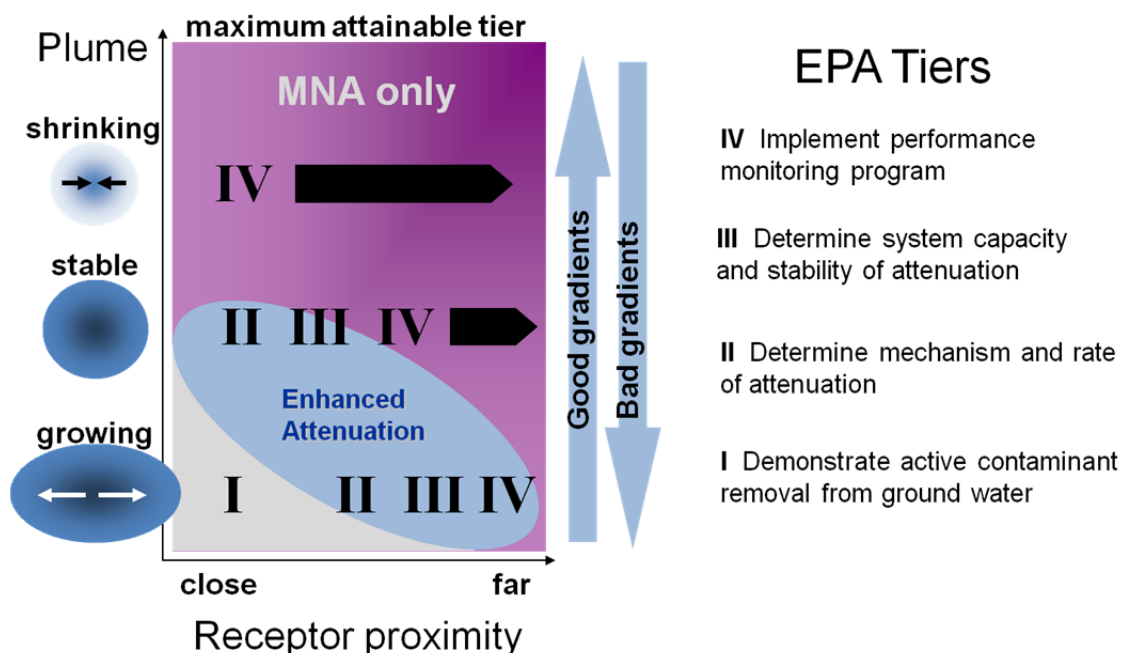 maximum attainable tier
Plume
MNA only
shrinking
IV
stable
II III IV
Enhanced
Attenuation
growing
I II III IV
close far
Receptor proximity
Good gradients
Bad gradients
EPA Tiers
IV Implement performance
monitoring program
III Determine system capacity
and stability of attenuation
II Determine mechanism and rate
of attenuation
I Demonstrate active contaminant
removal from ground water